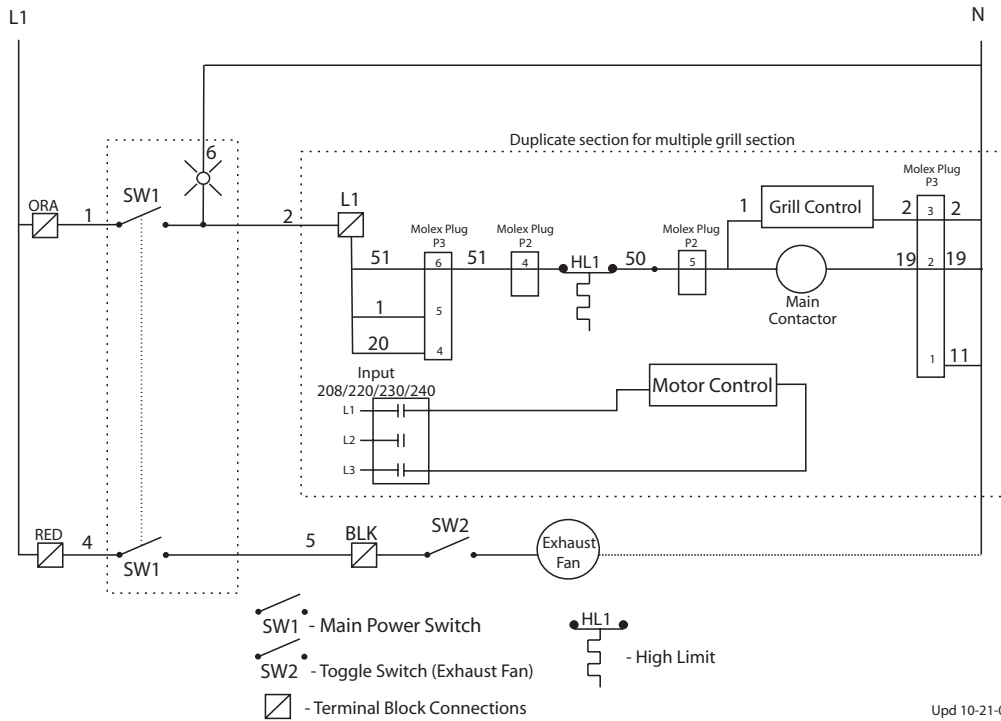 L1
N
Duplicate section for multiple grill section
6
SW1
ORA
1
2
L1
Molex Plug
P3
6
5
4
51
51
1
20
Molex Plug
P2
4
HL1
50
Molex Plug
P2
5
1
Grill Control
2
Molex Plug
P3
3
2
1
2
19
19
11
Main
Contactor
Input
208/220/230/240
L1
L2
L3
Motor Control
RED
4
SW1
5
BLK
SW2
Exhaust
Fan
SW1 - Main Power Switch
SW2 - Toggle Switch (Exhaust Fan)
- Terminal Block Connections
HL1
- High Limit